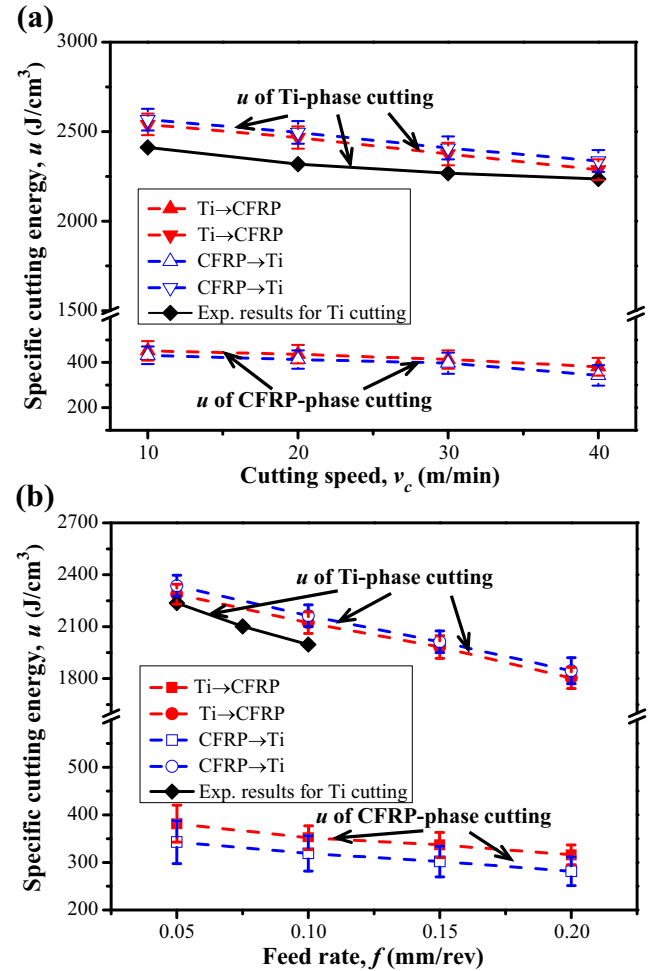 (a)
Specific cutting energy, u (J/cm³)
3000
2500
2000
1500
400
200
u of Ti-phase cutting
Ti→CFRP
Ti→CFRP
CFRP→Ti
CFRP→Ti
Exp. results for Ti cutting
u of CFRP-phase cutting
10 20 30 40
Cutting speed, v_c (m/min)
(b)
Specific cutting energy, u (J/cm³)
2700
2400
2100
1800
500
400
300
200
u of Ti-phase cutting
Ti→CFRP
Ti→CFRP
CFRP→Ti
CFRP→Ti
Exp. results for Ti cutting
u of CFRP-phase cutting
0.05 0.10 0.15 0.20
Feed rate, f (mm/rev)